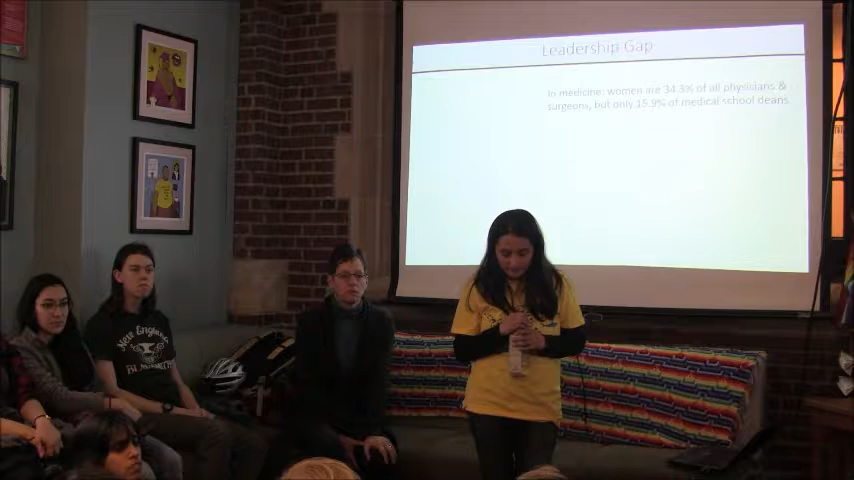 Leadership Gap
In medicine: women are 34.3% of all physicians &
surgeons, but only 15.9% of medical school deans
New England